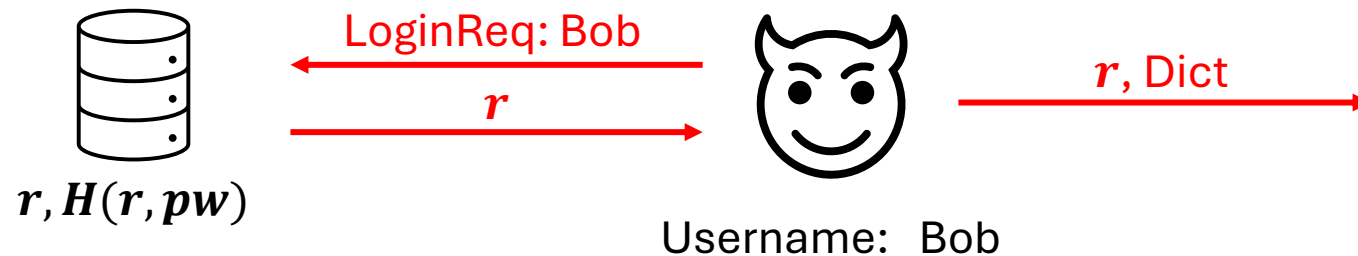 LoginReq: Bob
r
r, Dict
r, H(r, pw)
Username: Bob